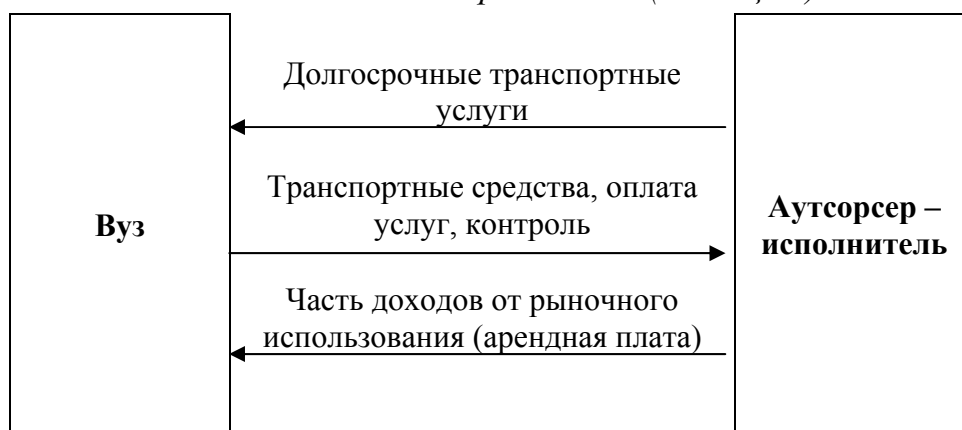 Долгосрочные транспортные
услуги
Транспортные средства, оплата
услуг, контроль
Вуз
Аутсорсер –
исполнитель
Часть доходов от рыночного
использования (арендная плата)